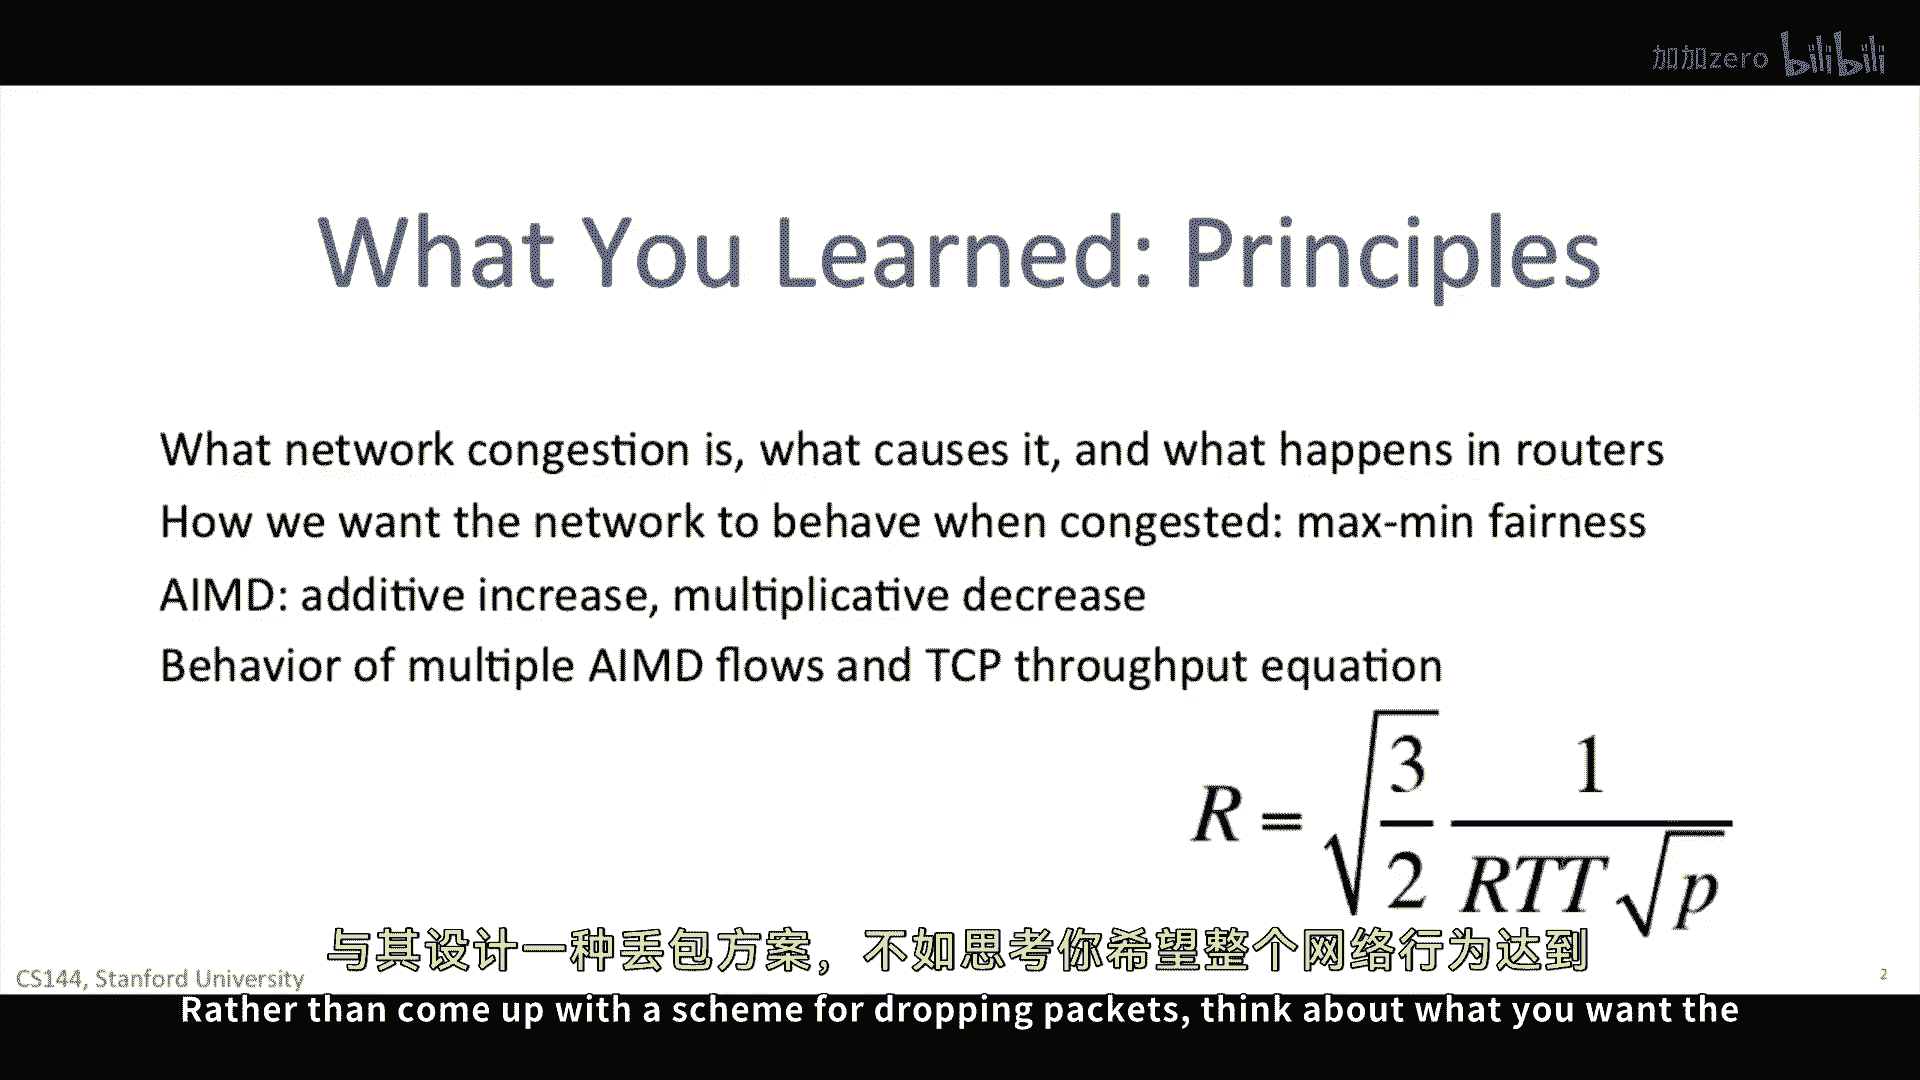 加加zero bilibili
What You Learned: Principles
What network congestion is, what causes it, and what happens in routers
How we want the network to behave when congested: max-min fairness
AIMD: additive increase, multiplicative decrease
Behavior of multiple AIMD flows and TCP throughput equation
R = √(3/2) 1/(RTT√p)
与其设计一种丢包方案，不如思考你希望整个网络行为达到
CS144, Stanford University
2
Rather than come up with a scheme for dropping packets, think about what you want the